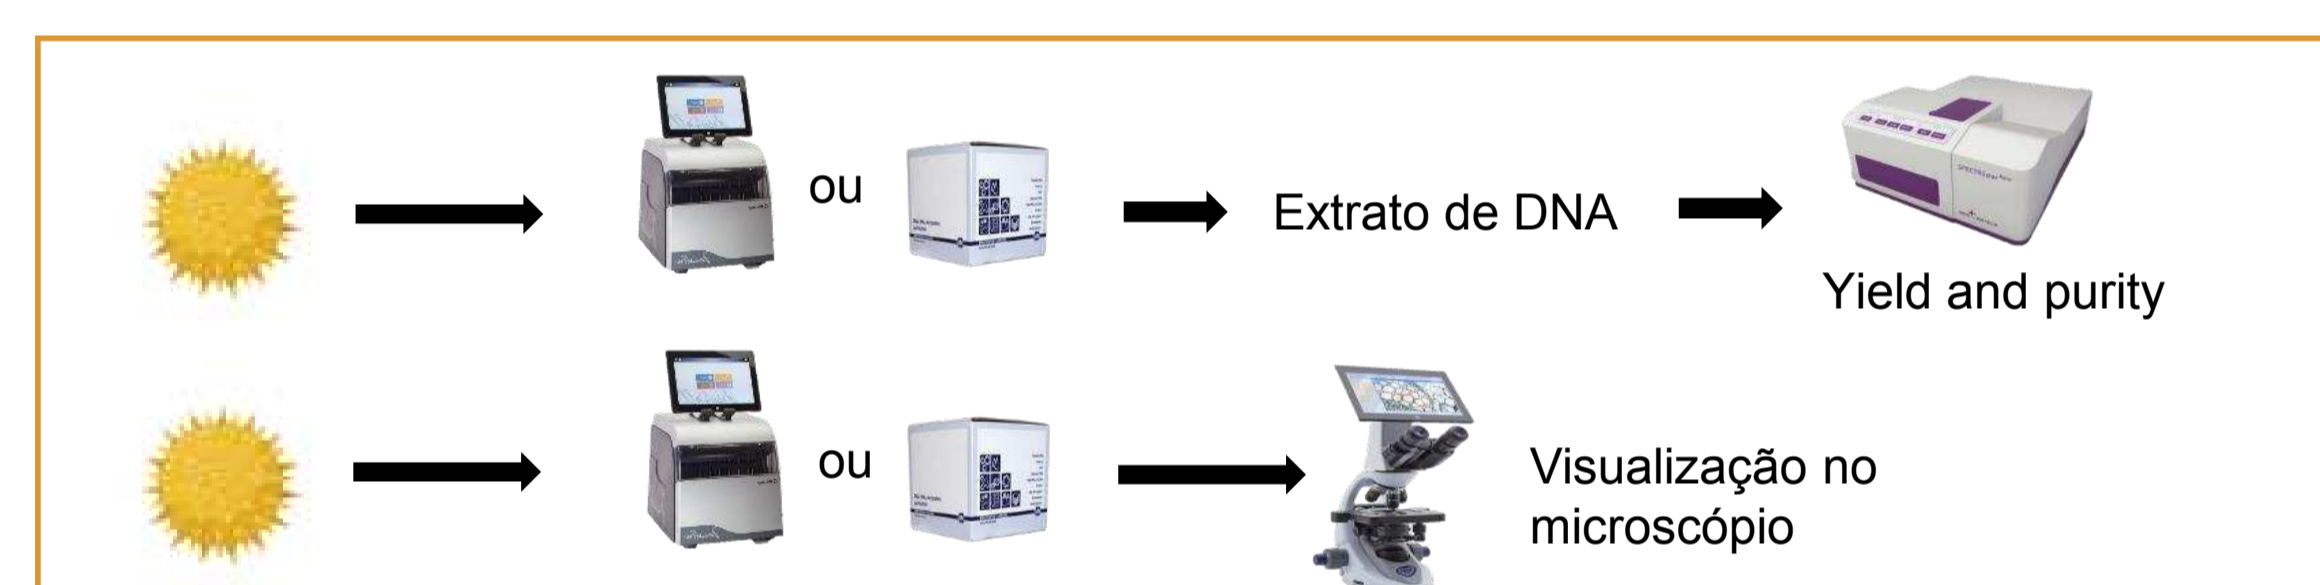 ou
Extrato de DNA
Yield and purity
ou
Visualização no
microscópio